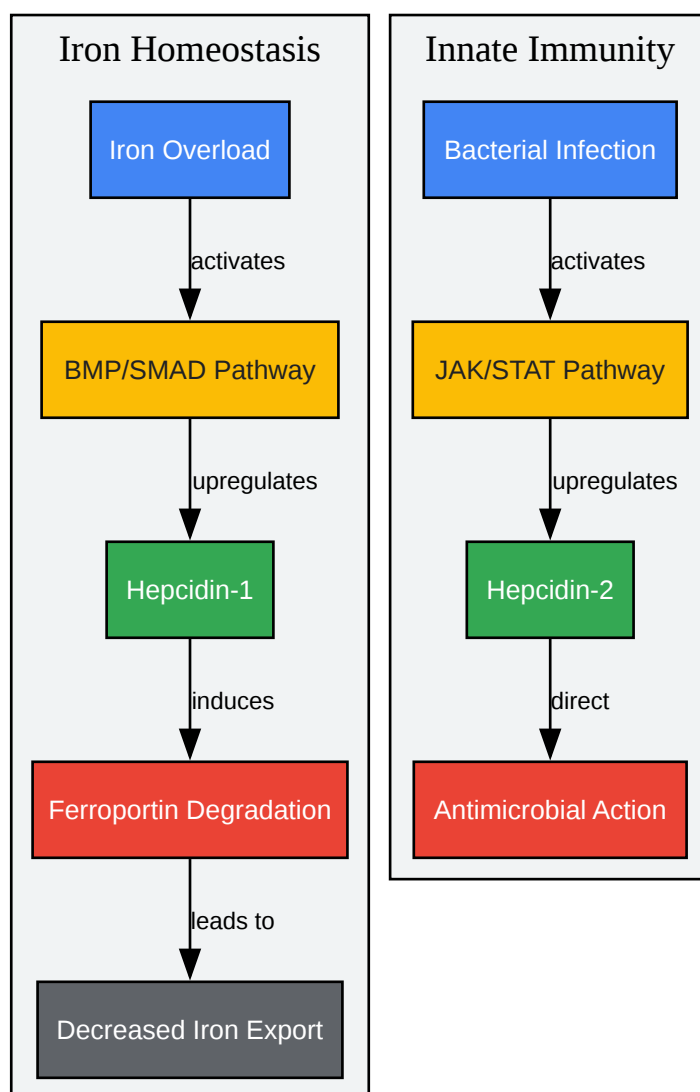 Iron Homeostasis
Iron Overload
activates
BMP/SMAD Pathway
upregulates
Hepcidin-1
induces
Ferroportin Degradation
leads to
Decreased Iron Export
Innate Immunity
Bacterial Infection
activates
JAK/STAT Pathway
upregulates
Hepcidin-2
direct
Antimicrobial Action